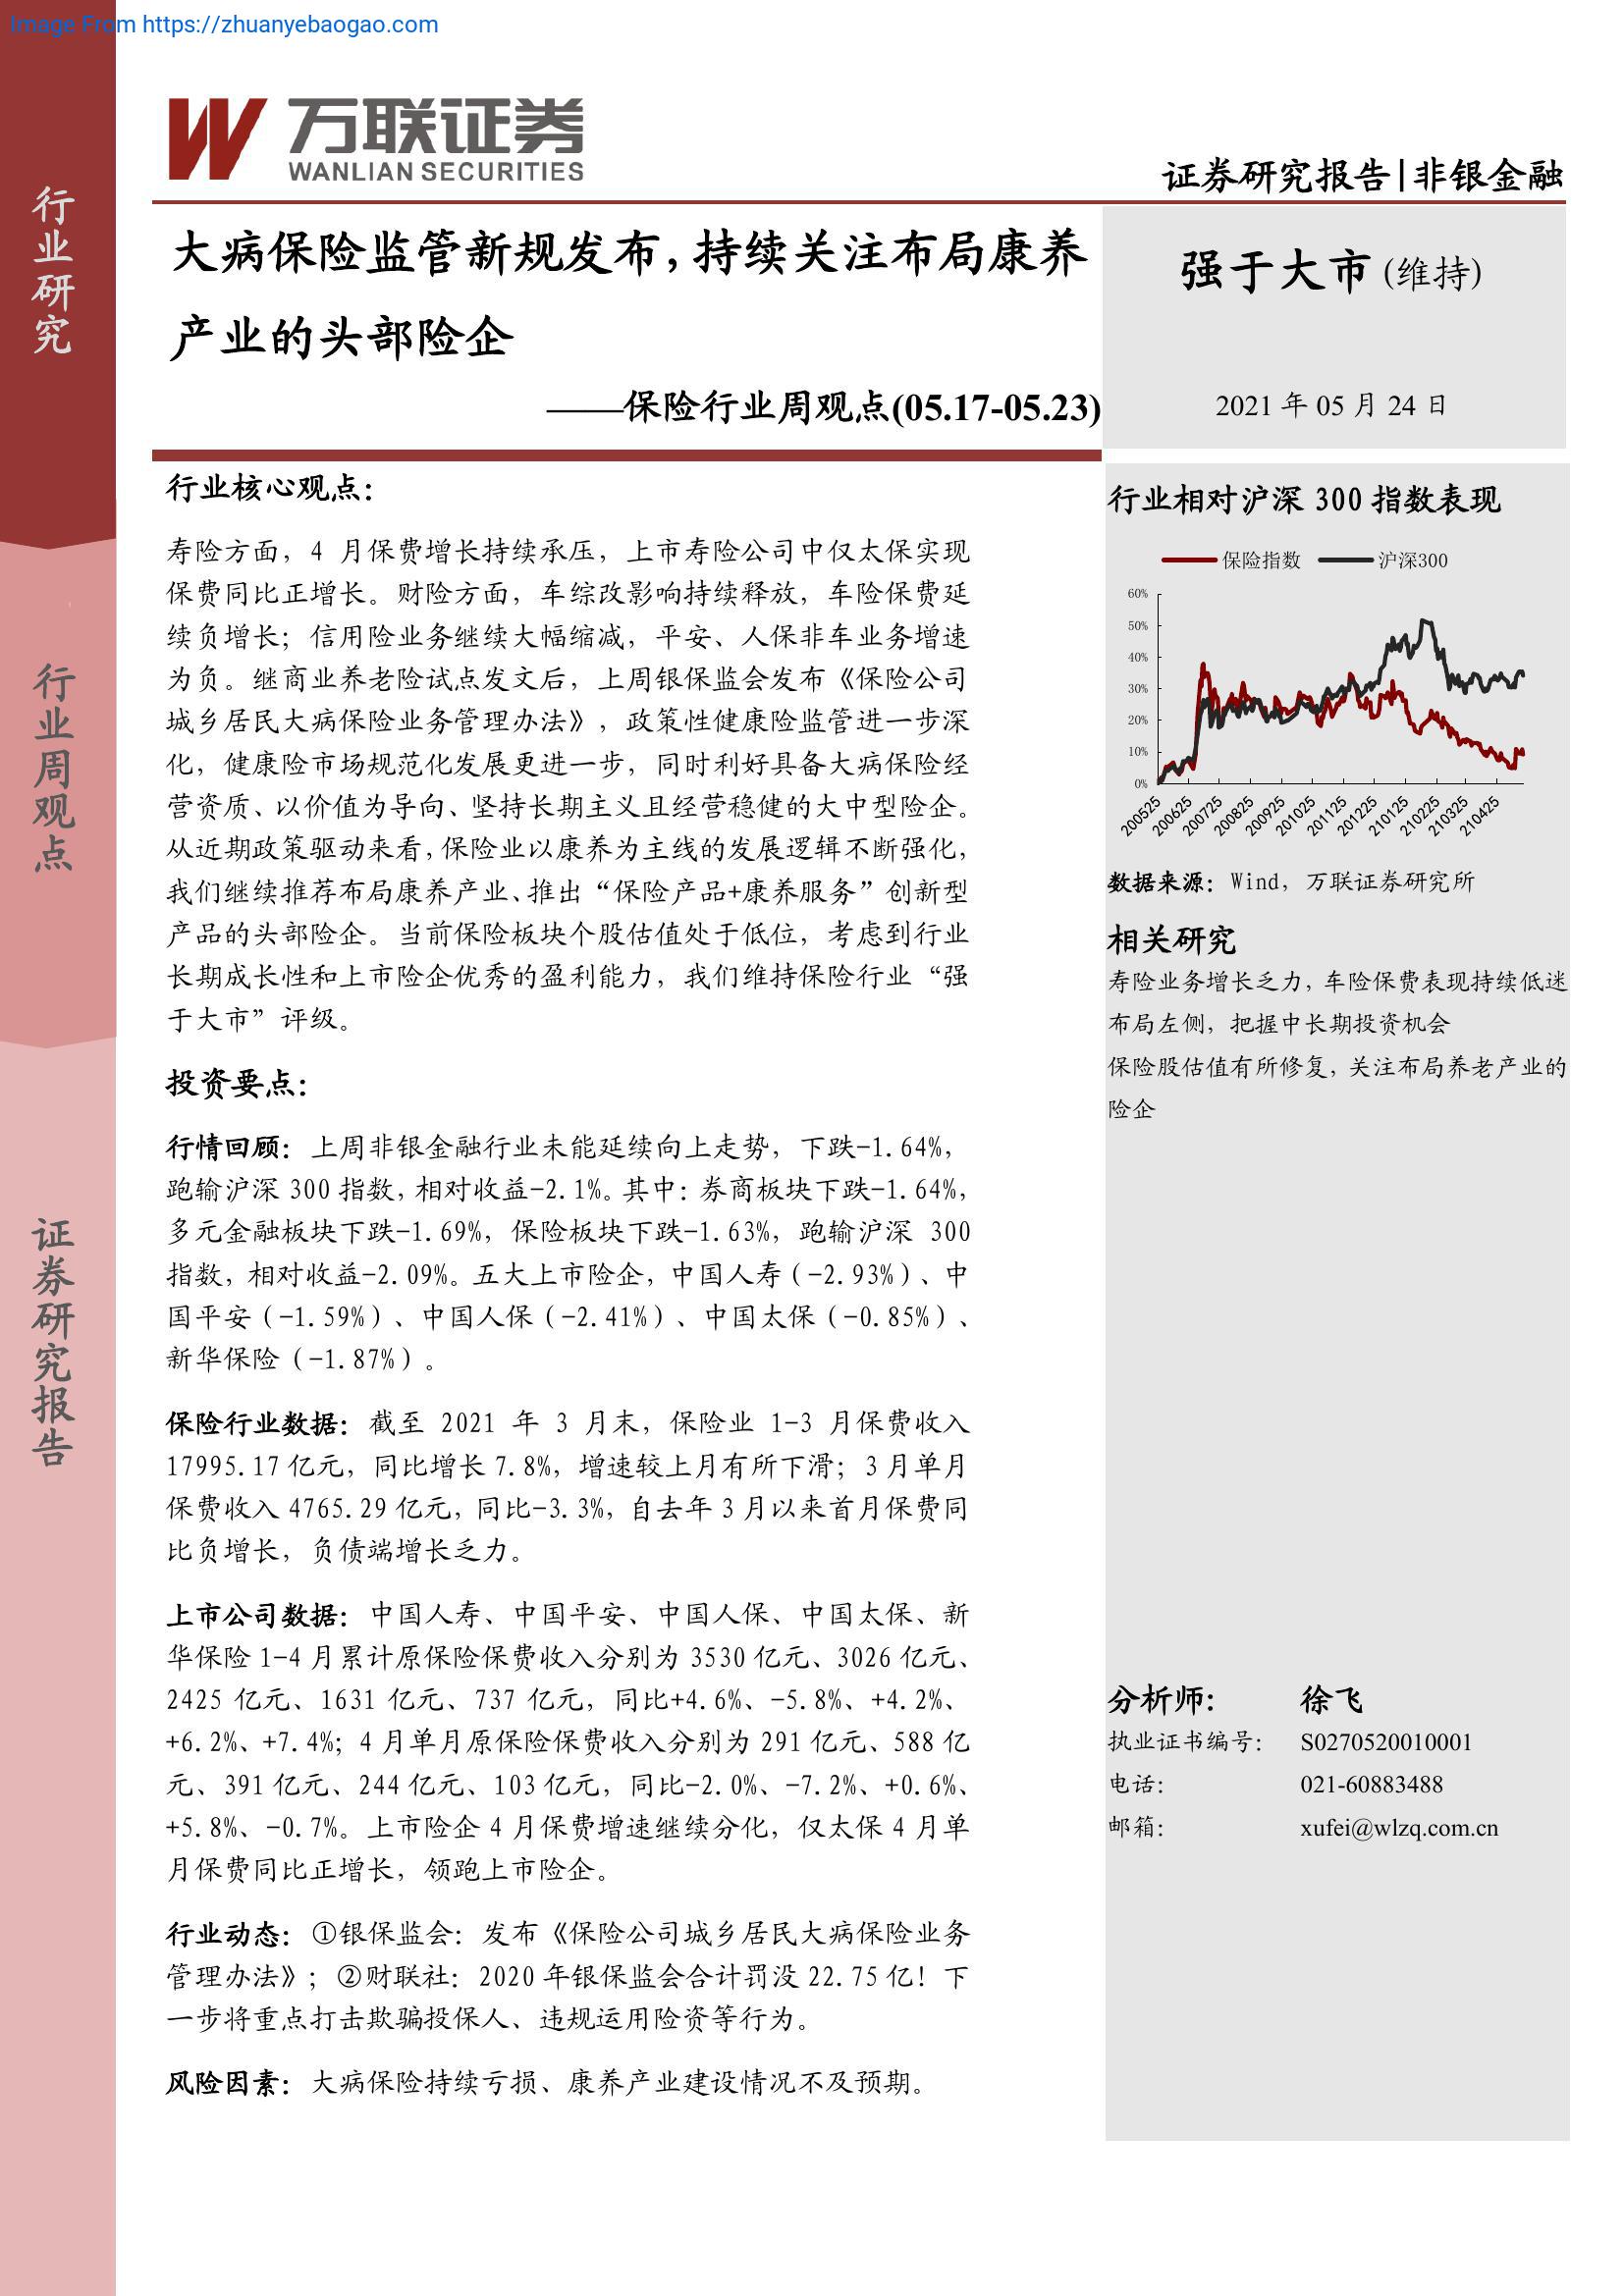 Image From https://zhuanyebaogao.com
万联证券
WANLIAN SECURITIES
证券研究报告|非银金融
行业研究
行业周观点
证券研究报告
大病保险监管新规发布，持续关注布局康养
产业的头部险企
——保险行业周观点(05.17-05.23)
强于大市(维持)
2021 年 05 月 24 日
行业核心观点：
寿险方面，4 月保费增长持续承压，上市寿险公司中仅太保实现
保费同比正增长。财险方面，车综改影响持续释放，车险保费延
续负增长；信用险业务继续大幅缩减，平安、人保非车业务增速
为负。继商业养老险试点发文后，上周银保监会发布《保险公司
城乡居民大病保险业务管理办法》，政策性健康险监管进一步深
化，健康险市场规范化发展更进一步，同时利好具备大病保险经
营资质、以价值为导向、坚持长期主义且经营稳健的大中型险企。
从近期政策驱动来看，保险业以康养为主线的发展逻辑不断强化，
我们继续推荐布局康养产业、推出“保险产品+康养服务”创新型
产品的头部险企。当前保险板块个股估值处于低位，考虑到行业
长期成长性和上市险企优秀的盈利能力，我们维持保险行业“强
于大市”评级。
投资要点：
行情回顾：上周非银金融行业未能延续向上走势，下跌-1.64%，
跑输沪深 300 指数，相对收益-2.1%。其中：券商板块下跌-1.64%，
多元金融板块下跌-1.69%，保险板块下跌-1.63%，跑输沪深 300
指数，相对收益-2.09%。五大上市险企，中国人寿（-2.93%）、中
国平安（-1.59%）、中国人保（-2.41%）、中国太保（-0.85%）、
新华保险（-1.87%）。
保险行业数据：截至 2021 年 3 月末，保险业 1-3 月保费收入
17995.17 亿元，同比增长 7.8%，增速较上月有所下滑；3 月单月
保费收入 4765.29 亿元，同比-3.3%，自去年 3 月以来首月保费同
比负增长，负债端增长乏力。
上市公司数据：中国人寿、中国平安、中国人保、中国太保、新
华保险 1-4 月累计原保险保费收入分别为 3530 亿元、3026 亿元、
2425 亿元、1631 亿元、737 亿元，同比+4.6%、-5.8%、+4.2%、
+6.2%、+7.4%；4 月单月原保险保费收入分别为 291 亿元、588 亿
元、391 亿元、244 亿元、103 亿元，同比-2.0%、-7.2%、+0.6%、
+5.8%、-0.7%。上市险企 4 月保费增速继续分化，仅太保 4 月单
月保费同比正增长，领跑上市险企。
行业动态：①银保监会：发布《保险公司城乡居民大病保险业务
管理办法》；②财联社：2020 年银保监会合计罚没 22.75 亿！下
一步将重点打击欺骗投保人、违规运用险资等行为。
风险因素：大病保险持续亏损、康养产业建设情况不及预期。
行业相对沪深 300 指数表现
保险指数 沪深300
60%
50%
40%
30%
20%
10%
0%
200525 200625 200725 200825 200925 201025 201125 201225 210125 210225 210325 210425
数据来源：Wind，万联证券研究所
相关研究
寿险业务增长乏力，车险保费表现持续低迷
布局左侧，把握中长期投资机会
保险股估值有所修复，关注布局养老产业的
险企
分析师： 徐飞
执业证书编号： S0270520010001
电话： 021-60883488
邮箱： xufei@wlzq.com.cn